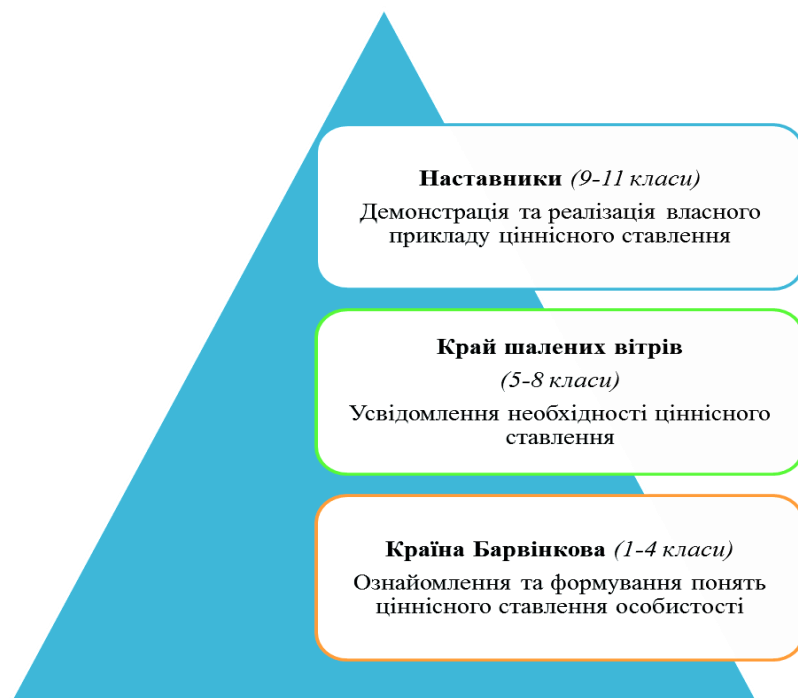 Наставники (9-11 класи)
Демонстрація та реалізація власного
прикладу ціннісного ставлення
Край шалених вітрів
(5-8 класи)
Усвідомлення необхідності ціннісного
ставлення
Країна Барвінкова (1-4 класи)
Ознайомлення та формування понять
ціннісного ставлення особистості